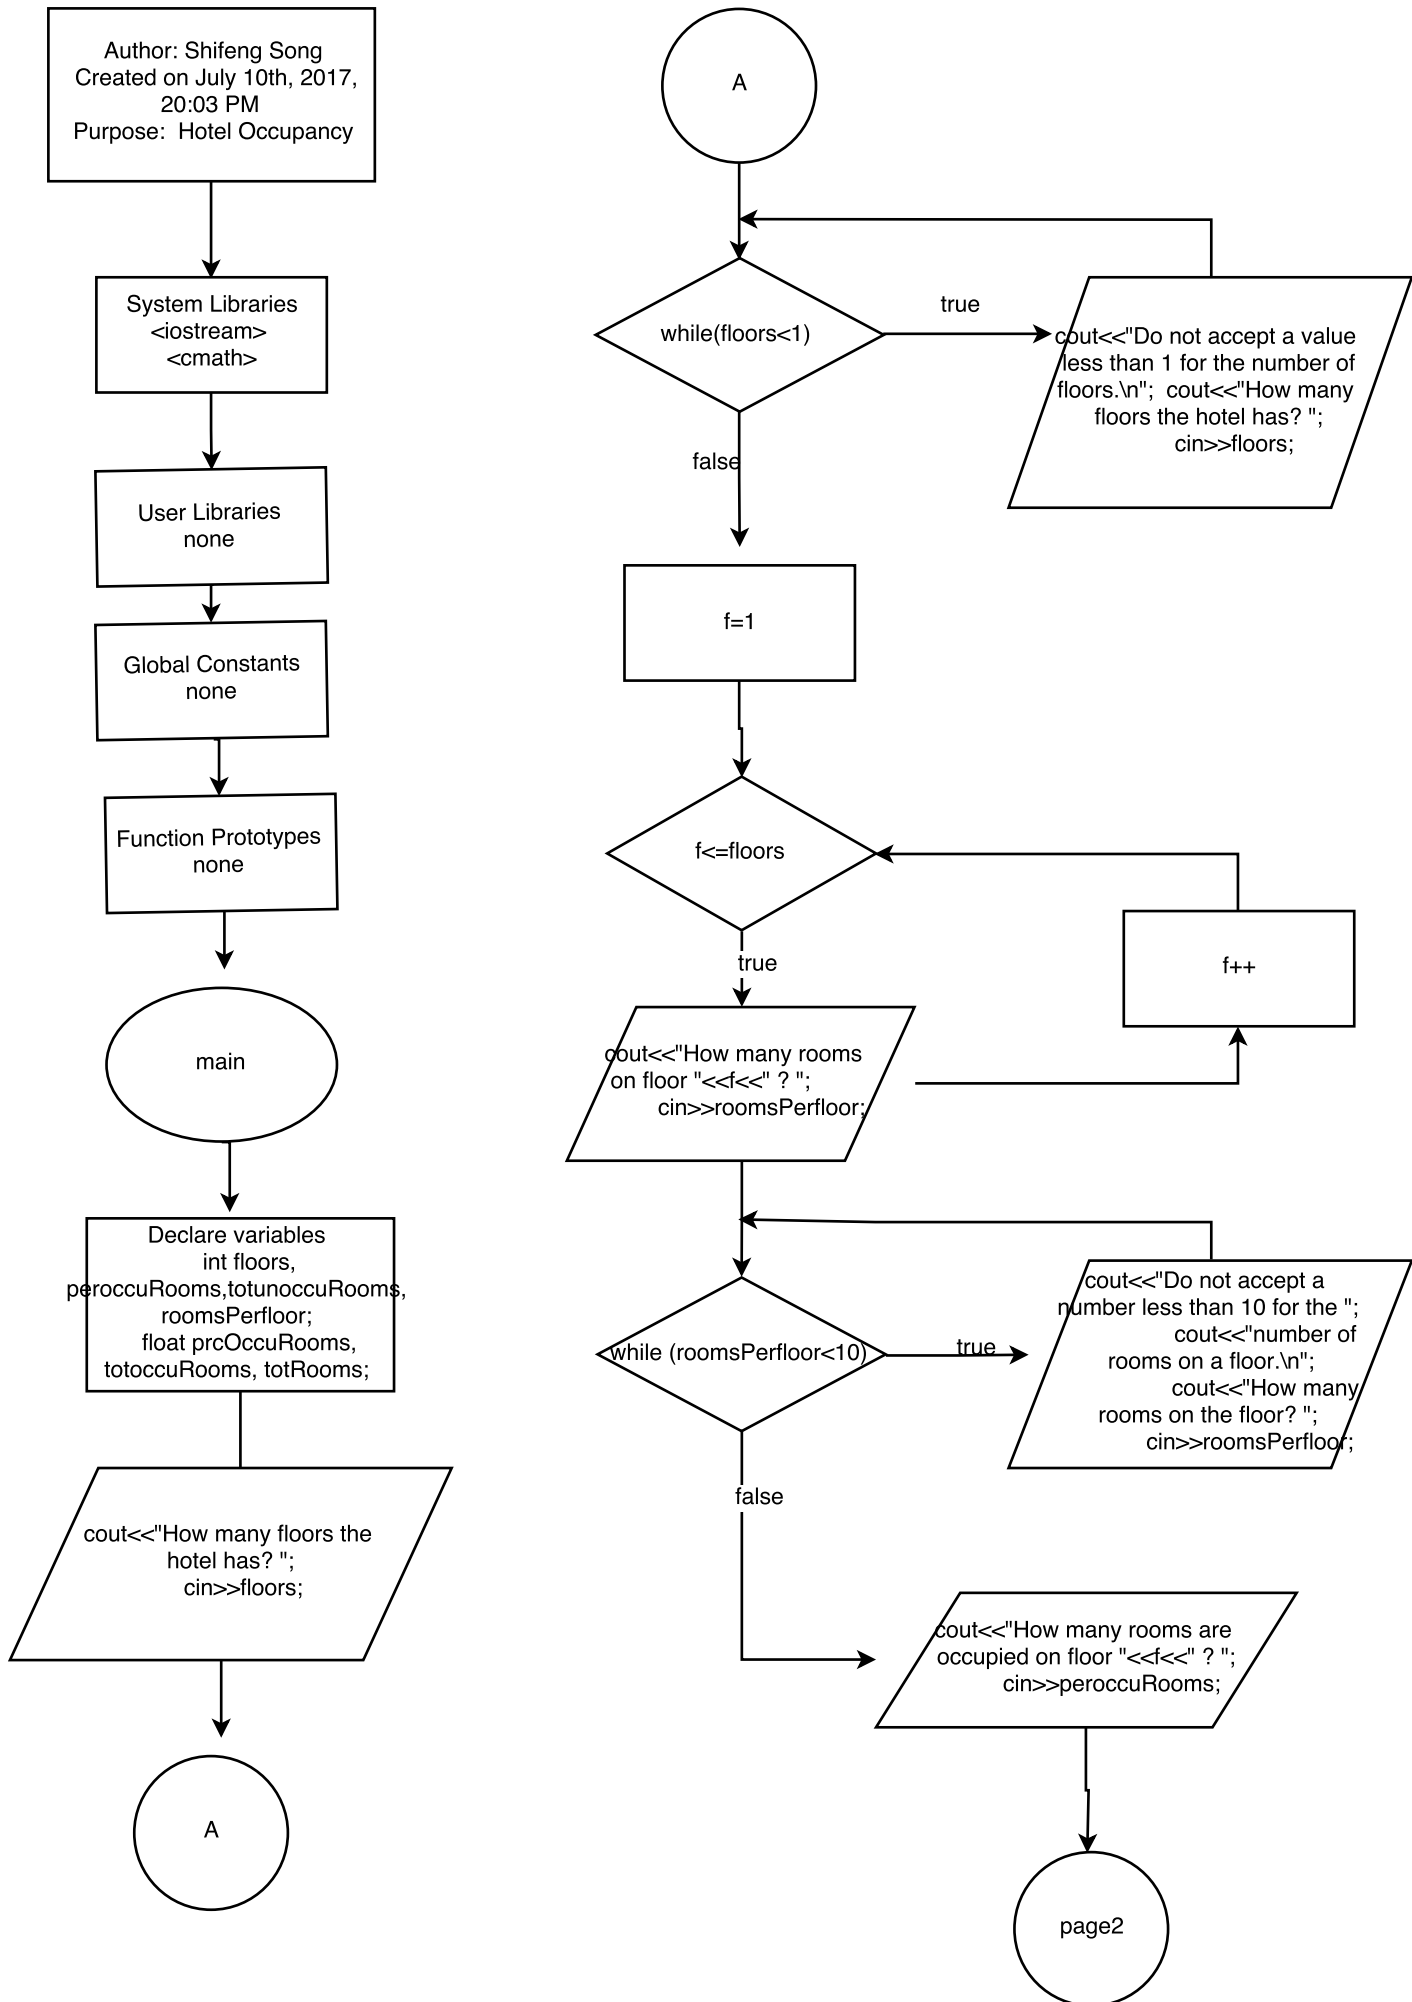 Author: Shifeng Song
Created on July 10th, 2017,
20:03 PM
Purpose:  Hotel Occupancy
System Libraries
<iostream>
<cmath>
User Libraries
none
Global Constants
none
Function Prototypes
none
main
Declare variables
int floors,
peroccuRooms,totunoccuRooms,
roomsPerfloor;
float prcOccuRooms,
totoccuRooms, totRooms;
cout<<"How many floors the
hotel has? ";
cin>>floors;
A
A
while(floors<1)
true
cout<<"Do not accept a value
less than 1 for the number of
floors.\n";  cout<<"How many
floors the hotel has? ";
cin>>floors;
false
f=1
f<=floors
true
f++
cout<<"How many rooms
on floor "<<f<<" ? ";
cin>>roomsPerfloor;
while (roomsPerfloor<10)
true
cout<<"Do not accept a
number less than 10 for the ";
cout<<"number of
rooms on a floor.\n";
cout<<"How many
rooms on the floor? ";
cin>>roomsPerfloor;
false
cout<<"How many rooms are
occupied on floor "<<f<<" ? ";
cin>>peroccuRooms;
page2